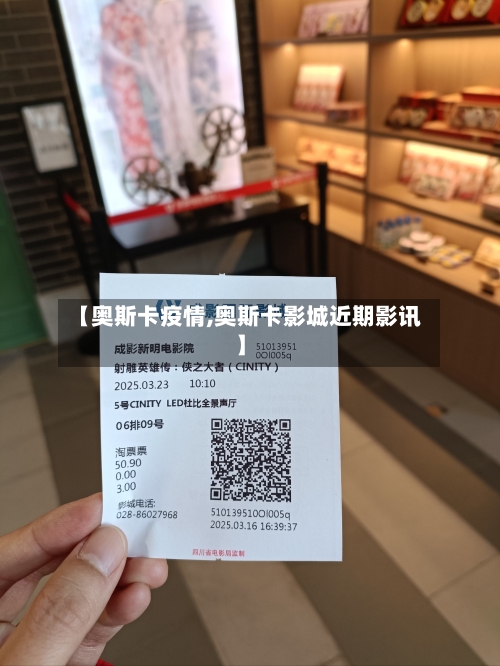 【奥斯卡疫情,奥斯卡影城近期影讯
】
成影新明电影院
51013951
0OI005q
射雕英雄传：侠之大者（CINITY）
2025.03.23 10:10
5号CINITY LED杜比全景声厅
06排09号
淘票票
50.90
0.00
3.00
影城电话:
028-86027968
510139510OI005q
2025.03.16 16:39:37
四川省电影局监制